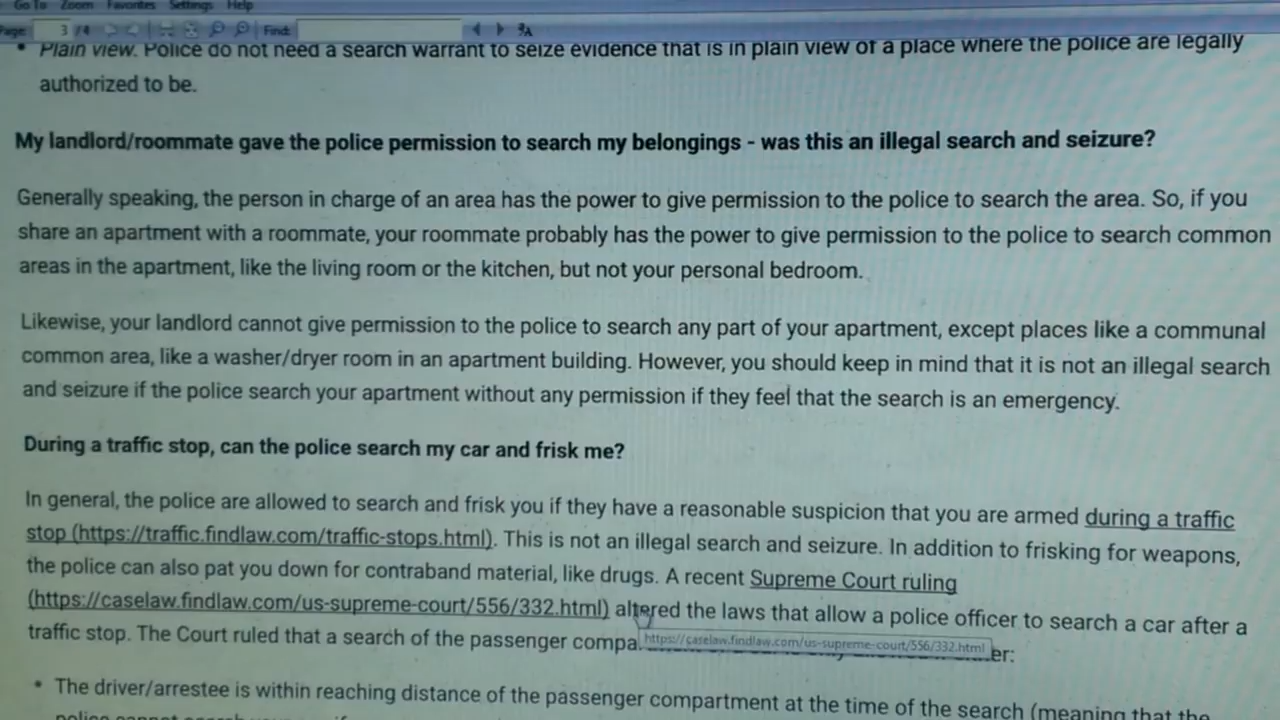 Go To Zoom Favorites Settings Help
Page: 3 / 4 Find:
• Plain view. Police do not need a search warrant to seize evidence that is in plain view of a place where the police are legally
authorized to be.
My landlord/roommate gave the police permission to search my belongings - was this an illegal search and seizure?
Generally speaking, the person in charge of an area has the power to give permission to the police to search the area. So, if you
share an apartment with a roommate, your roommate probably has the power to give permission to the police to search common
areas in the apartment, like the living room or the kitchen, but not your personal bedroom.
Likewise, your landlord cannot give permission to the police to search any part of your apartment, except places like a communal
common area, like a washer/dryer room in an apartment building. However, you should keep in mind that it is not an illegal search
and seizure if the police search your apartment without any permission if they feel that the search is an emergency.
During a traffic stop, can the police search my car and frisk me?
In general, the police are allowed to search and frisk you if they have a reasonable suspicion that you are armed during a traffic
stop (https://traffic.findlaw.com/traffic-stops.html). This is not an illegal search and seizure. In addition to frisking for weapons,
the police can also pat you down for contraband material, like drugs. A recent Supreme Court ruling
(https://caselaw.findlaw.com/us-supreme-court/556/332.html) altered the laws that allow a police officer to search a car after a
traffic stop. The Court ruled that a search of the passenger compa https://caselaw.findlaw.com/us-supreme-court/556/332.html er:
• The driver/arrestee is within reaching distance of the passenger compartment at the time of the search (meaning that the